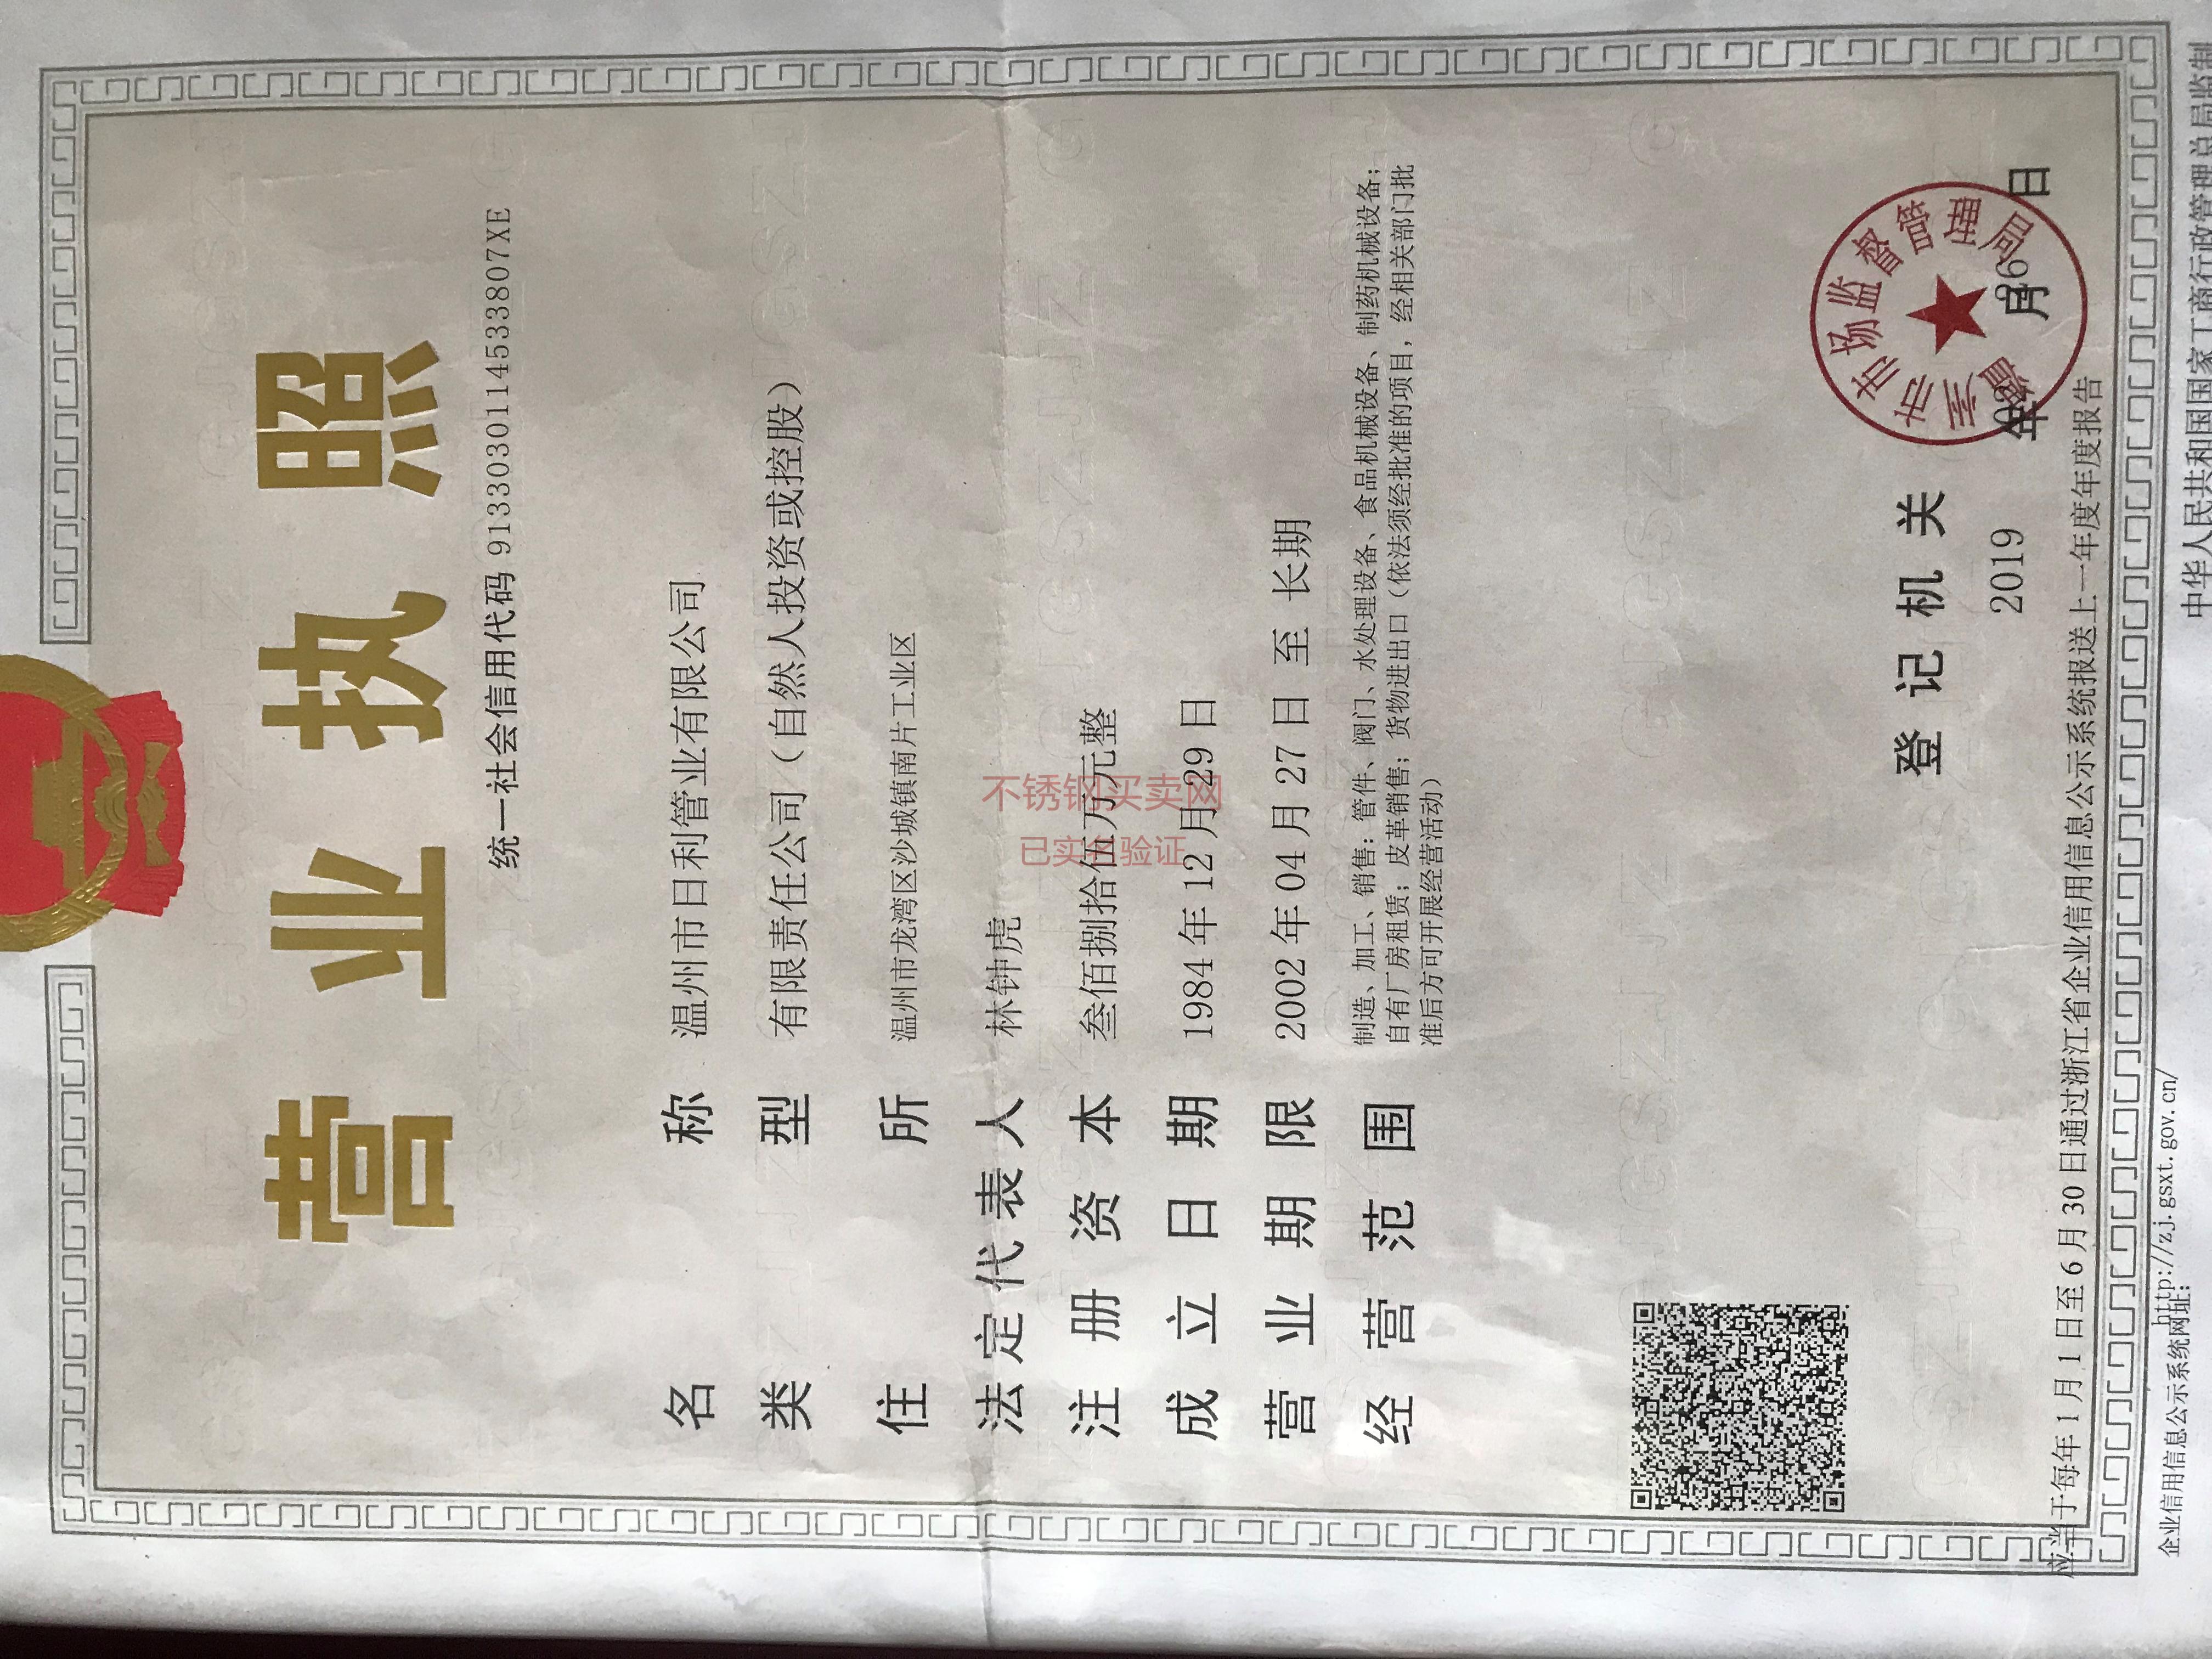 营业执照
统一社会信用代码 91330301145338​07XE
名称 温州市日利管业有限公司
类型 有限责任公司（自然人投资或控股）
住所 温州市龙湾区沙城镇南片工业区
法定代表人 林钟虎
注册资本 叁佰捌拾伍万元整
成立日期 1984年12月29日
营业期限 2002年04月27日至长期
经营范围 制造、加工、销售：管件、阀门、水处理设备、食品机械设备、制药机械设备；
自有厂房租赁；皮革销售；货物进出口（依法须经批准的项目，经相关部门批
准后方可开展经营活动）
不锈钢买卖网
已实名验证
登记机关
市场监督管理局
2019年月26日
应当于每年1月1日至6月30日通过浙江省企业信用信息公示系统报送上一年度年度报告
企业信用信息公示系统网址：http://zj.gsxt.gov.cn/
中华人民共和国国家工商行政管理总局监制